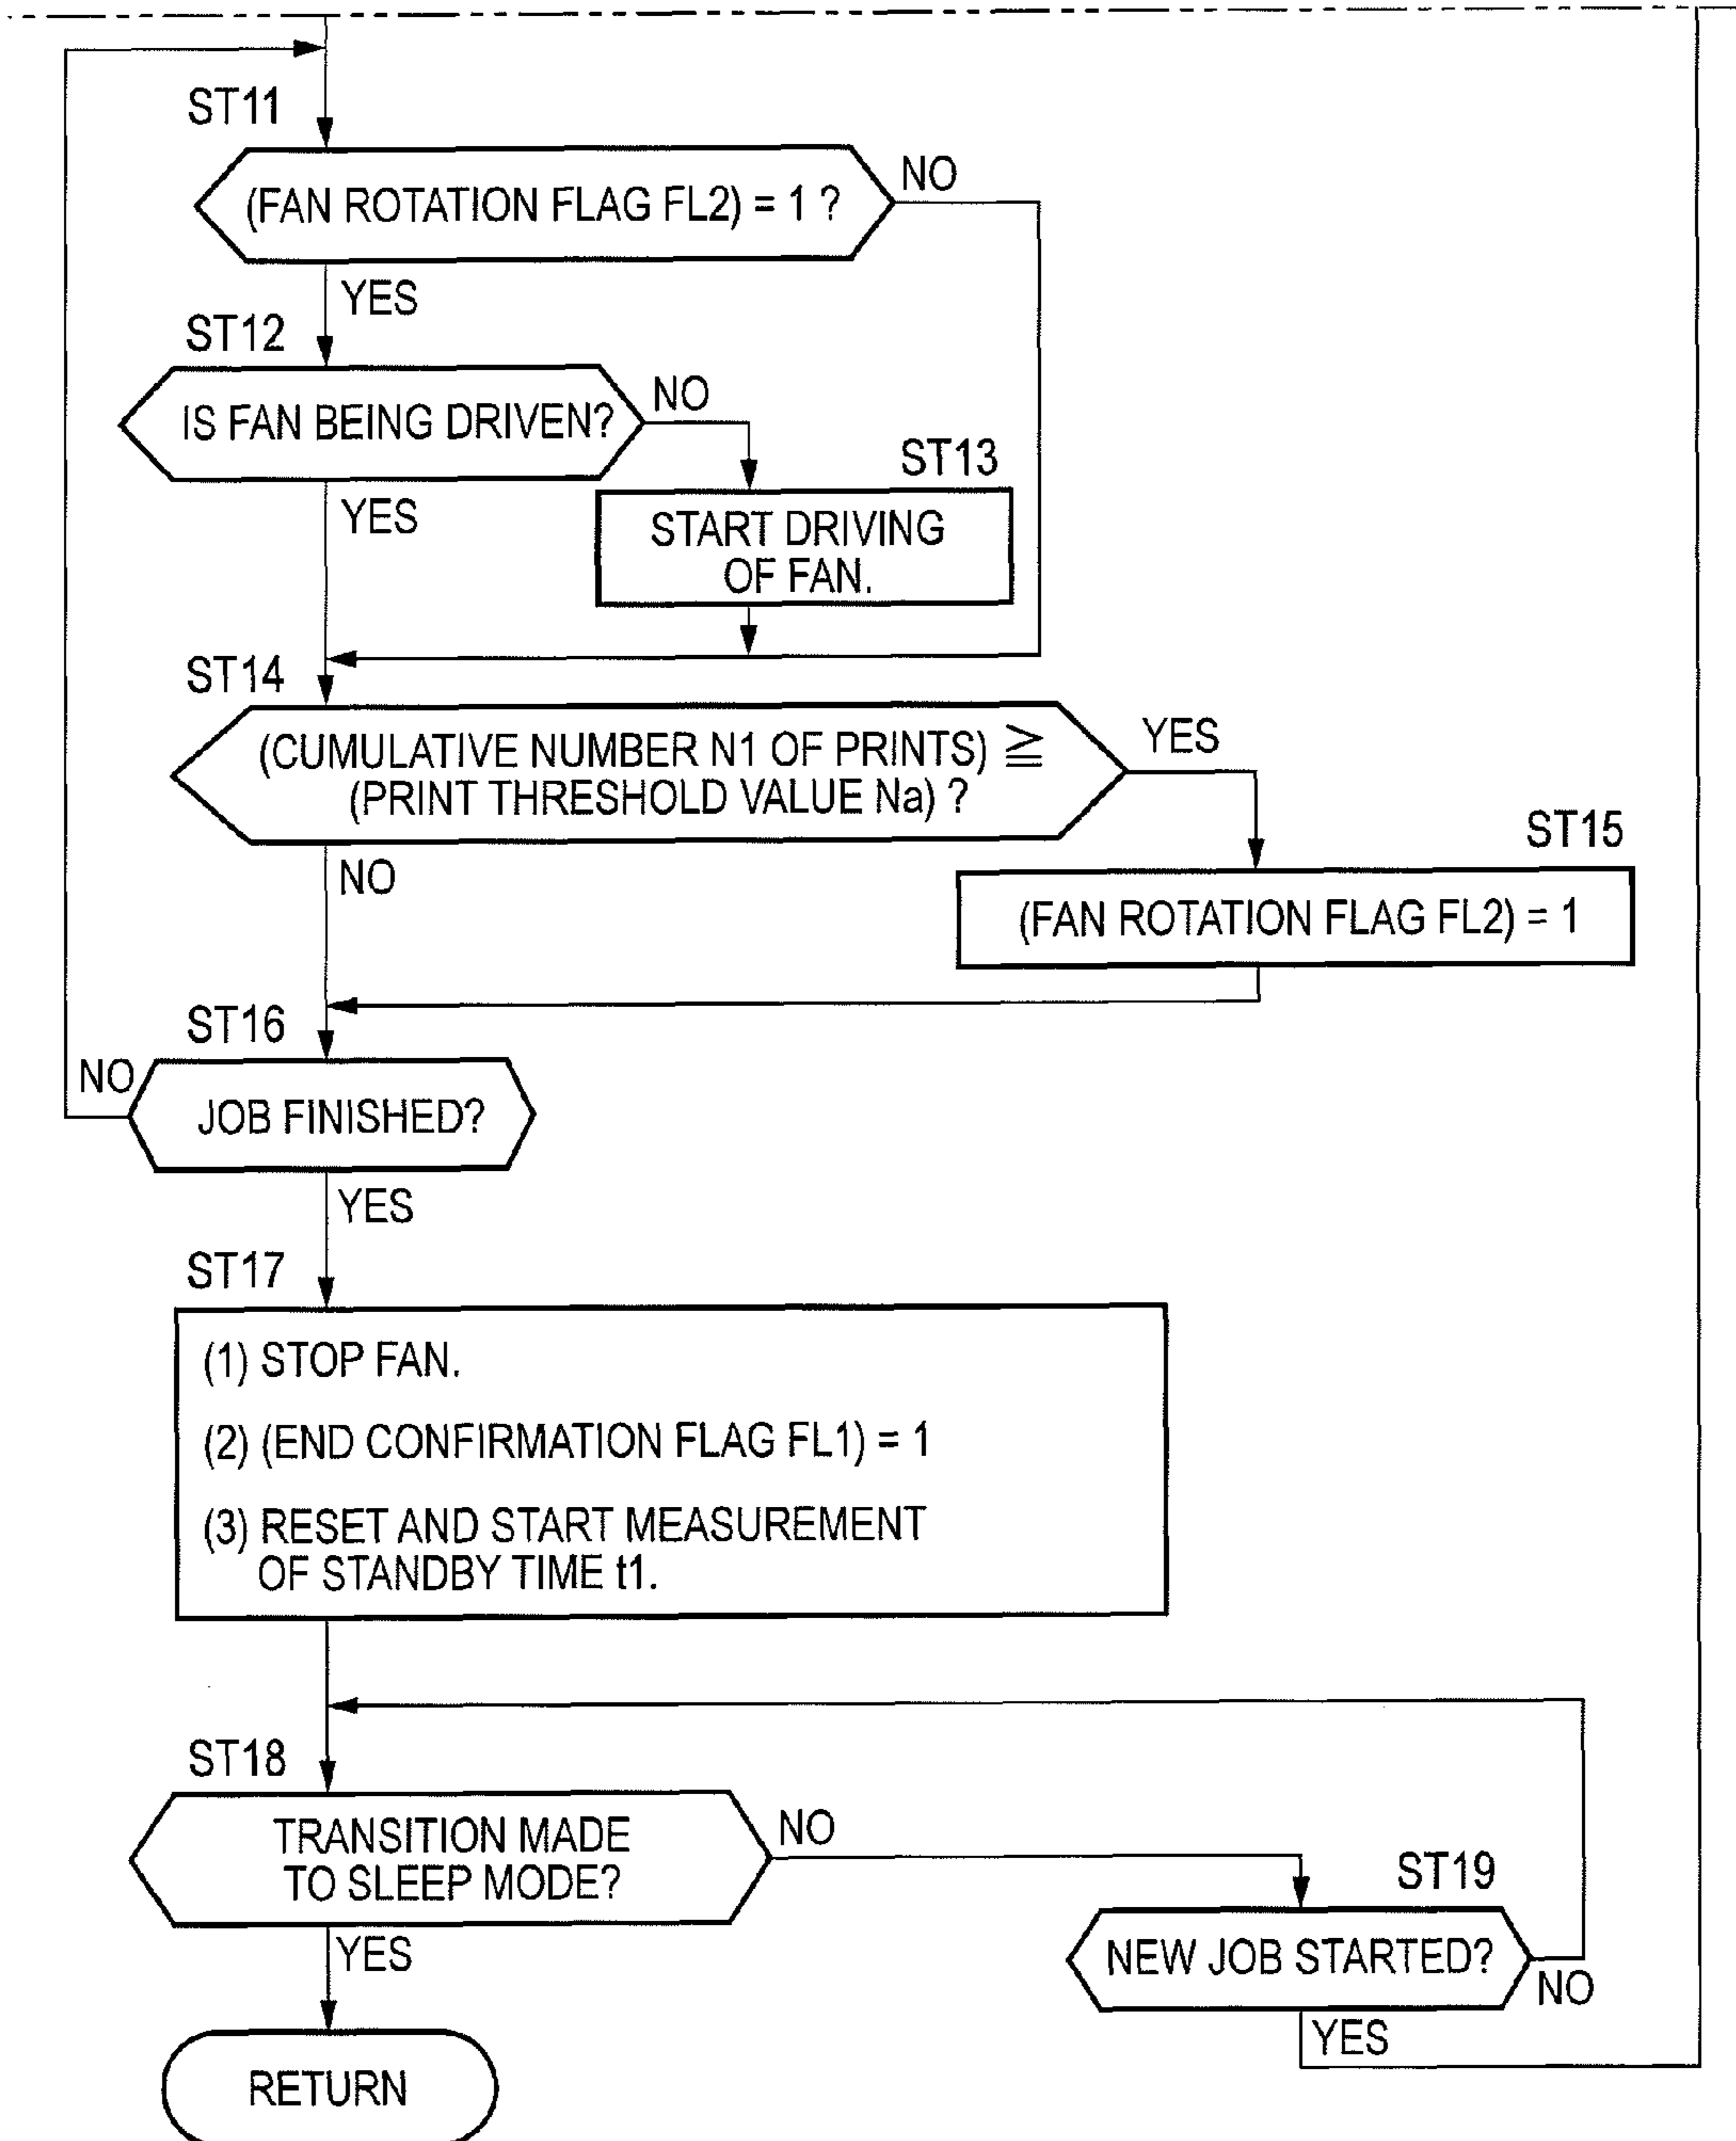 ST11
(FAN ROTATION FLAG FL2) = 1 ?
NO
YES
ST12
IS FAN BEING DRIVEN?
NO
YES
ST13
START DRIVING
OF FAN.
ST14
(CUMULATIVE NUMBER N1 OF PRINTS) ≧
(PRINT THRESHOLD VALUE Na) ?
YES
NO
ST15
(FAN ROTATION FLAG FL2) = 1
ST16
NO
JOB FINISHED?
YES
ST17
(1) STOP FAN.
(2) (END CONFIRMATION FLAG FL1) = 1
(3) RESET AND START MEASUREMENT
OF STANDBY TIME t1.
ST18
TRANSITION MADE
TO SLEEP MODE?
NO
YES
ST19
NEW JOB STARTED?
NO
YES
RETURN